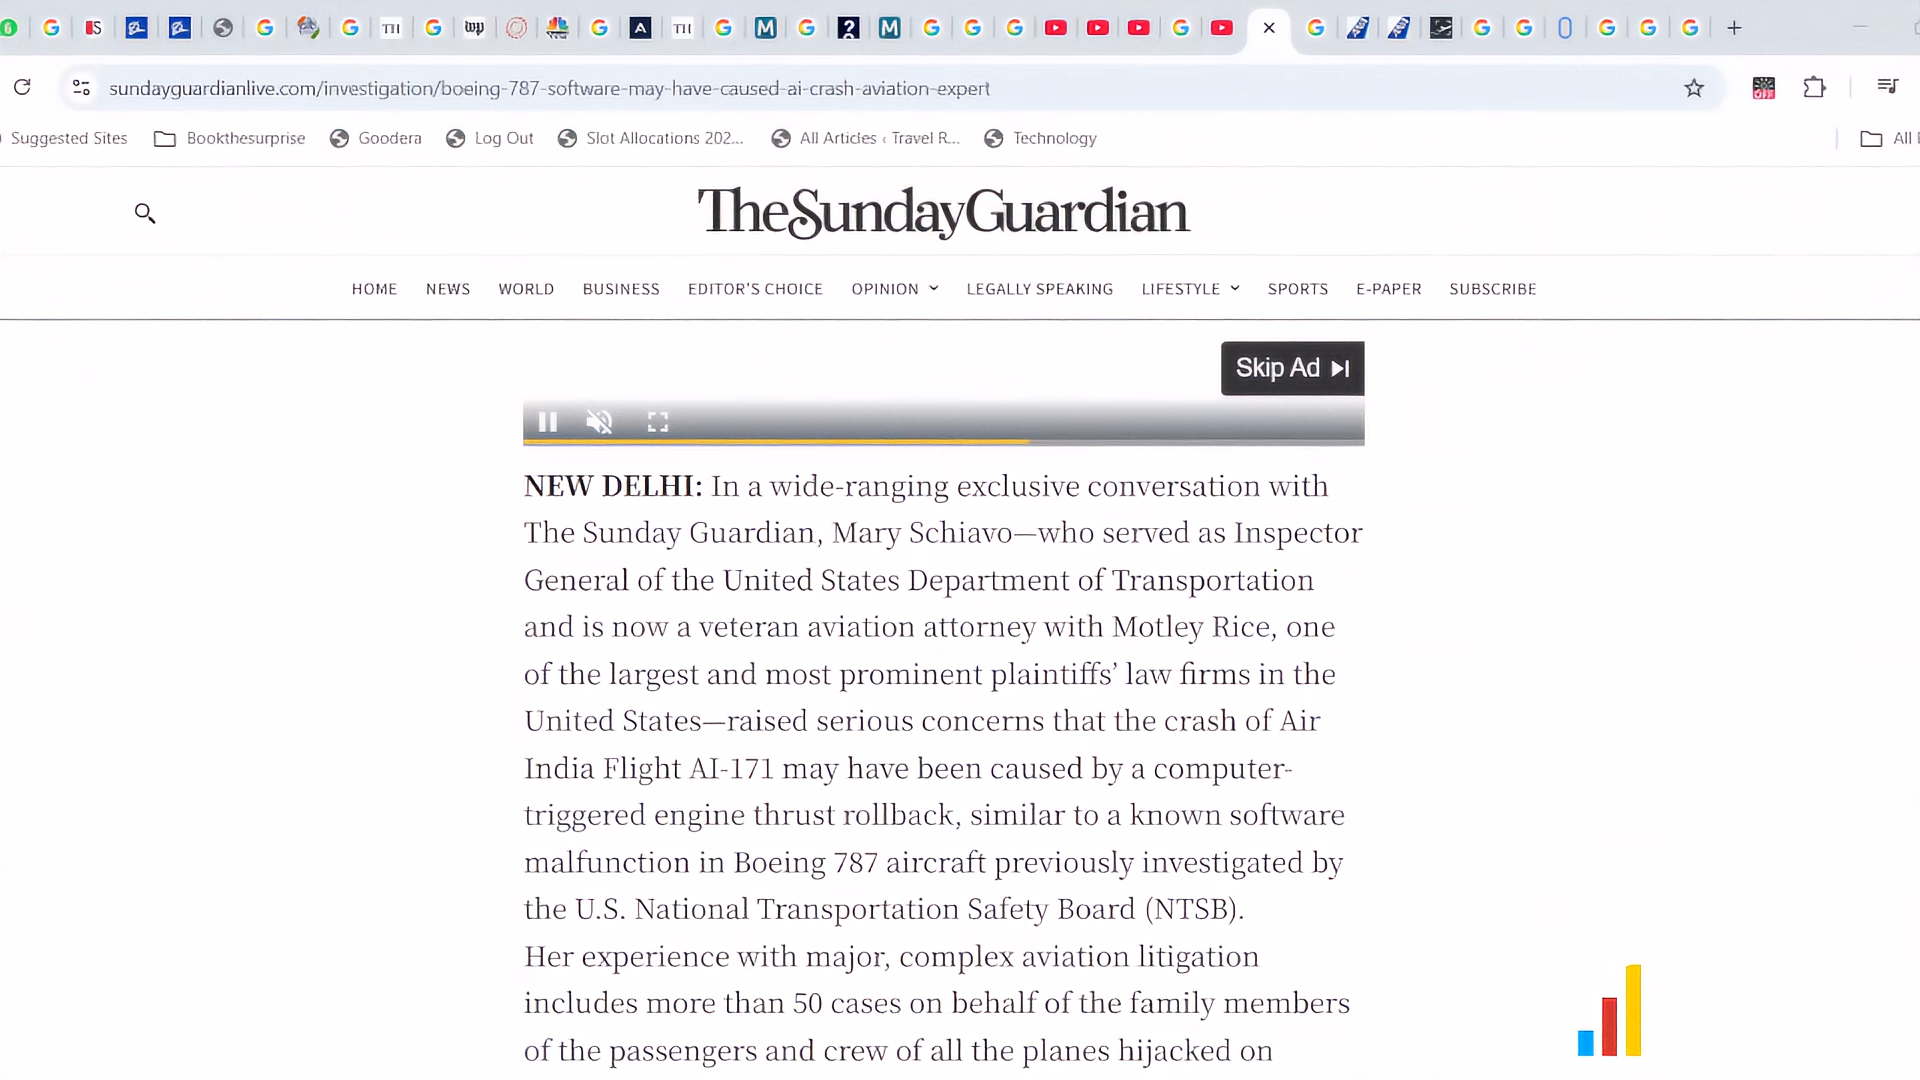 sundayguardianlive.com/investigation/boeing-787-software-may-have-caused-ai-crash-aviation-expert
Suggested Sites Bookthesurprise Goodera Log Out Slot Allocations 202... All Articles ‹ Travel R... Technology All
TheSundayGuardian
HOME NEWS WORLD BUSINESS EDITOR'S CHOICE OPINION LEGALLY SPEAKING LIFESTYLE SPORTS E-PAPER SUBSCRIBE
Skip Ad
NEW DELHI: In a wide-ranging exclusive conversation with
The Sunday Guardian, Mary Schiavo—who served as Inspector
General of the United States Department of Transportation
and is now a veteran aviation attorney with Motley Rice, one
of the largest and most prominent plaintiffs’ law firms in the
United States—raised serious concerns that the crash of Air
India Flight AI-171 may have been caused by a computer-
triggered engine thrust rollback, similar to a known software
malfunction in Boeing 787 aircraft previously investigated by
the U.S. National Transportation Safety Board (NTSB).
Her experience with major, complex aviation litigation
includes more than 50 cases on behalf of the family members
of the passengers and crew of all the planes hijacked on